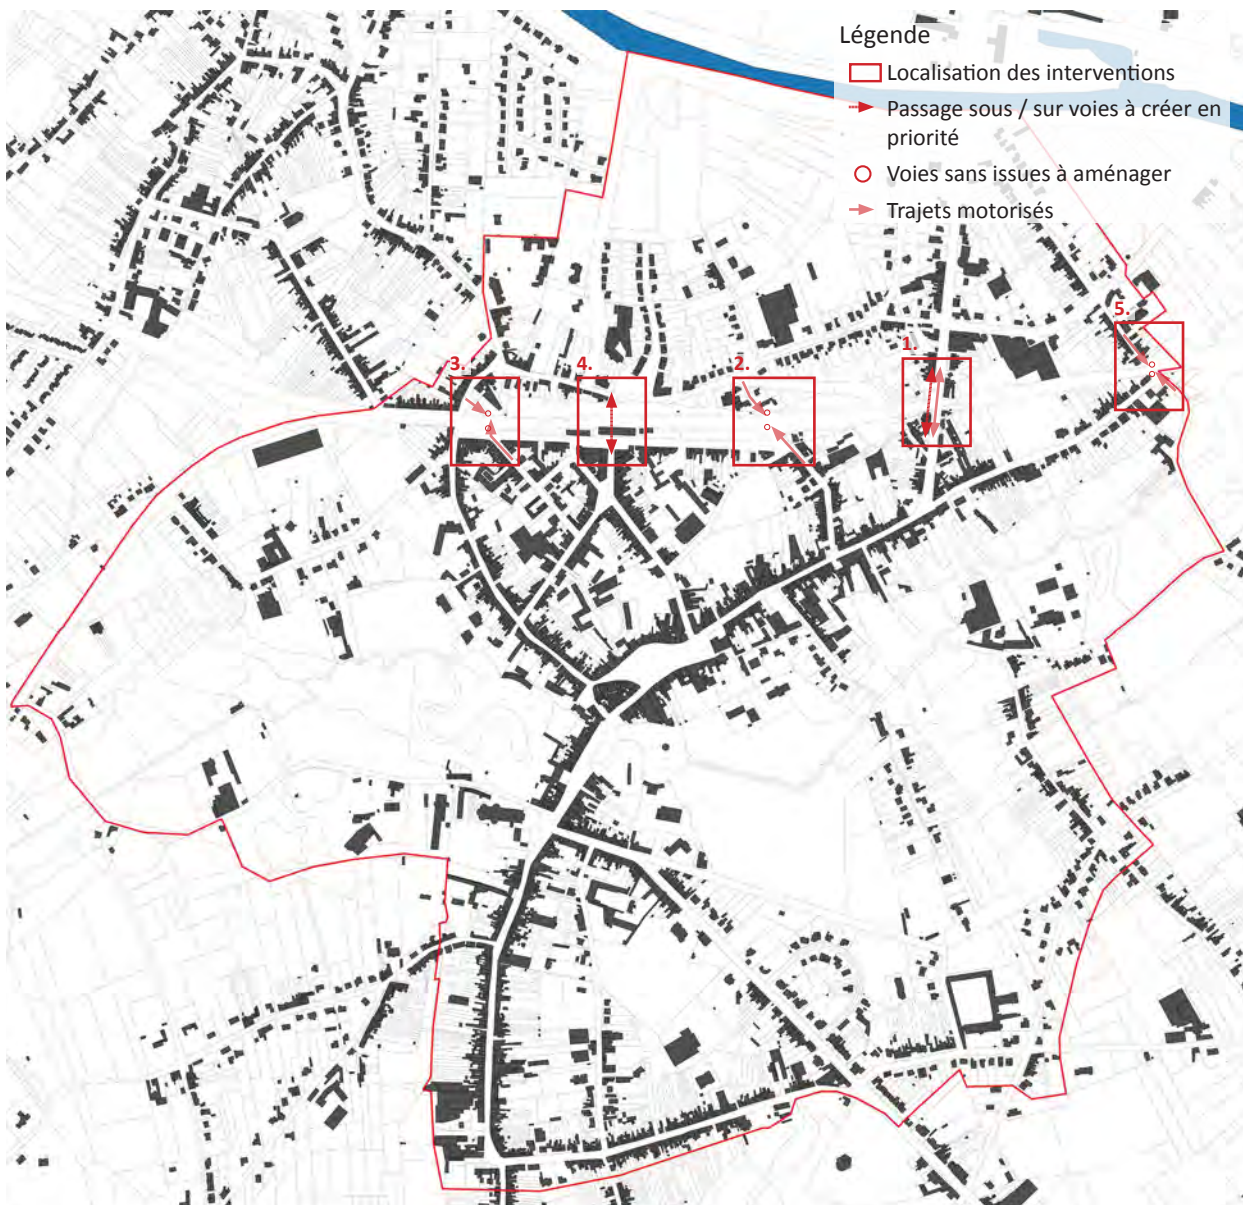 Légende
Localisation des interventions
Passage sous / sur voies à créer en
priorité
Voies sans issues à aménager
Trajets motorisés
5.
1.
3.
4.
2.